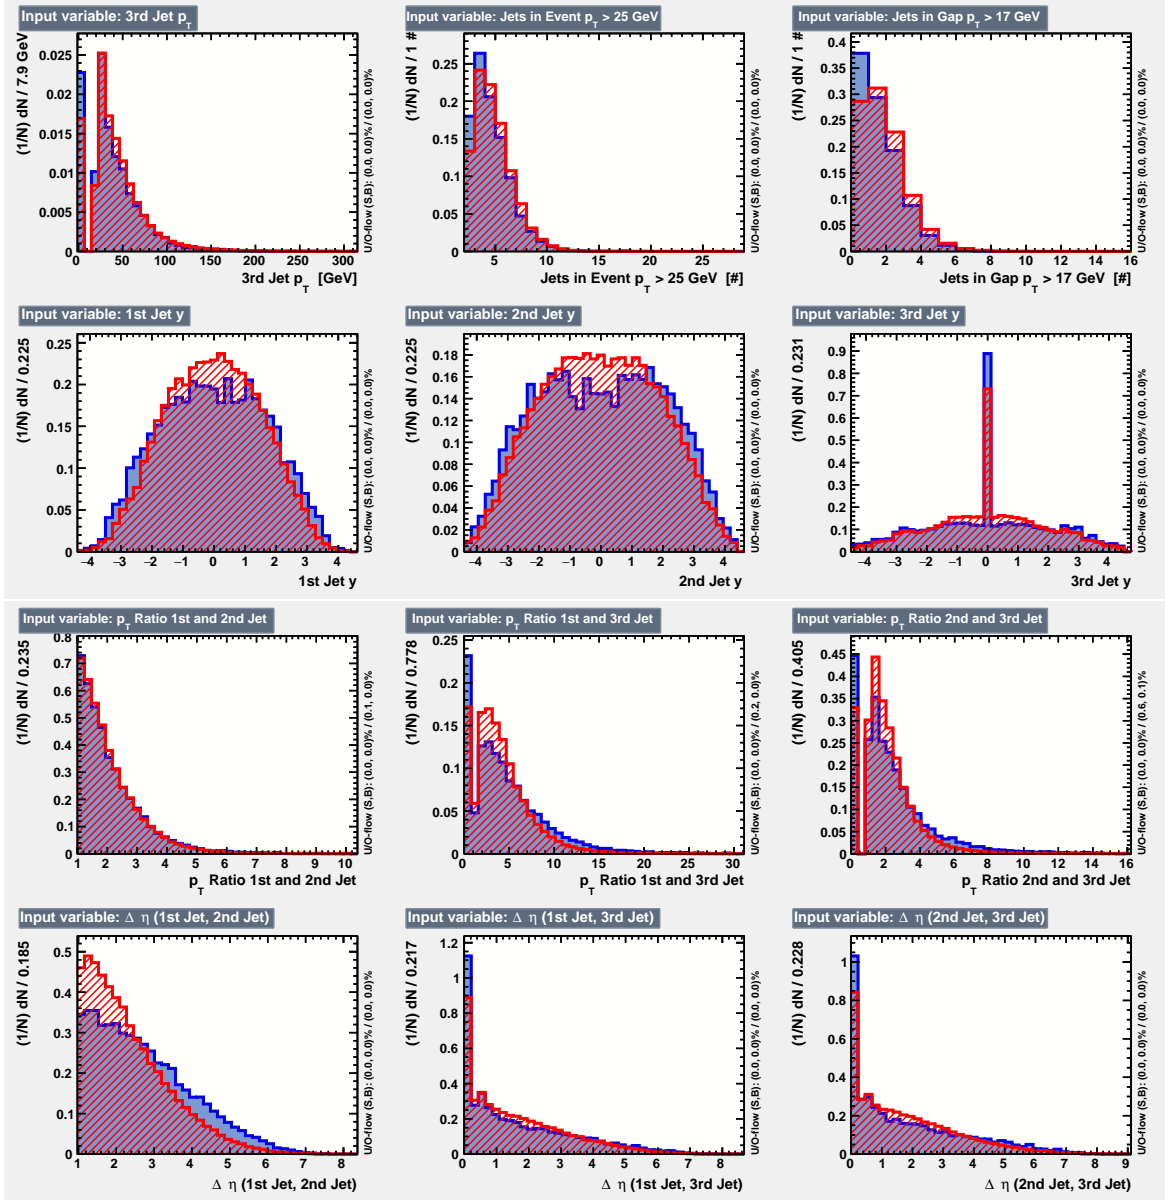 Input variable: 3rd Jet p_T
(1/N) dN / 7.9 GeV
0.025
0.02
0.015
0.01
0.005
0
0 50 100 150 200 250 300
3rd Jet p_T [GeV]
U/O-flow (S,B): (0.0, 0.0)% / (0.0, 0.0)%
Input variable: Jets in Event p_T > 25 GeV
(1/N) dN / 1 #
0.25
0.2
0.15
0.1
0.05
0
5 10 15 20 25
Jets in Event p_T > 25 GeV [#]
U/O-flow (S,B): (0.0, 0.0)% / (0.0, 0.0)%
Input variable: Jets in Gap p_T > 17 GeV
(1/N) dN / 1 #
0.4
0.35
0.3
0.25
0.2
0.15
0.1
0.05
0
0 2 4 6 8 10 12 14 16
Jets in Gap p_T > 17 GeV [#]
U/O-flow (S,B): (0.0, 0.0)% / (0.0, 0.0)%
Input variable: 1st Jet y
(1/N) dN / 0.225
0.25
0.2
0.15
0.1
0.05
0
−4 −3 −2 −1 0 1 2 3 4
1st Jet y
U/O-flow (S,B): (0.0, 0.0)% / (0.0, 0.0)%
Input variable: 2nd Jet y
(1/N) dN / 0.225
0.18
0.16
0.14
0.12
0.1
0.08
0.06
0.04
0.02
0
−4 −3 −2 −1 0 1 2 3 4
2nd Jet y
U/O-flow (S,B): (0.0, 0.0)% / (0.0, 0.0)%
Input variable: 3rd Jet y
(1/N) dN / 0.231
0.9
0.8
0.7
0.6
0.5
0.4
0.3
0.2
0.1
0
−4 −3 −2 −1 0 1 2 3 4
3rd Jet y
U/O-flow (S,B): (0.0, 0.0)% / (0.0, 0.0)%
Input variable: p_T Ratio 1st and 2nd Jet
(1/N) dN / 0.235
0.8
0.7
0.6
0.5
0.4
0.3
0.2
0.1
0
1 2 3 4 5 6 7 8 9 10
p_T Ratio 1st and 2nd Jet
U/O-flow (S,B): (0.0, 0.0)% / (0.1, 0.0)%
Input variable: p_T Ratio 1st and 3rd Jet
(1/N) dN / 0.778
0.25
0.2
0.15
0.1
0.05
0
0 5 10 15 20 25 30
p_T Ratio 1st and 3rd Jet
U/O-flow (S,B): (0.0, 0.0)% / (0.2, 0.0)%
Input variable: p_T Ratio 2nd and 3rd Jet
(1/N) dN / 0.405
0.45
0.4
0.35
0.3
0.25
0.2
0.15
0.1
0.05
0
0 2 4 6 8 10 12 14 16
p_T Ratio 2nd and 3rd Jet
U/O-flow (S,B): (0.0, 0.0)% / (0.6, 0.1)%
Input variable: Δ η (1st Jet, 2nd Jet)
(1/N) dN / 0.185
0.5
0.4
0.3
0.2
0.1
0
1 2 3 4 5 6 7 8
Δ η (1st Jet, 2nd Jet)
U/O-flow (S,B): (0.0, 0.0)% / (0.0, 0.0)%
Input variable: Δ η (1st Jet, 3rd Jet)
(1/N) dN / 0.217
1.2
1
0.8
0.6
0.4
0.2
0
0 1 2 3 4 5 6 7 8
Δ η (1st Jet, 3rd Jet)
U/O-flow (S,B): (0.0, 0.0)% / (0.0, 0.0)%
Input variable: Δ η (2nd Jet, 3rd Jet)
(1/N) dN / 0.228
1
0.8
0.6
0.4
0.2
0
0 1 2 3 4 5 6 7 8 9
Δ η (2nd Jet, 3rd Jet)
U/O-flow (S,B): (0.0, 0.0)% / (0.0, 0.0)%